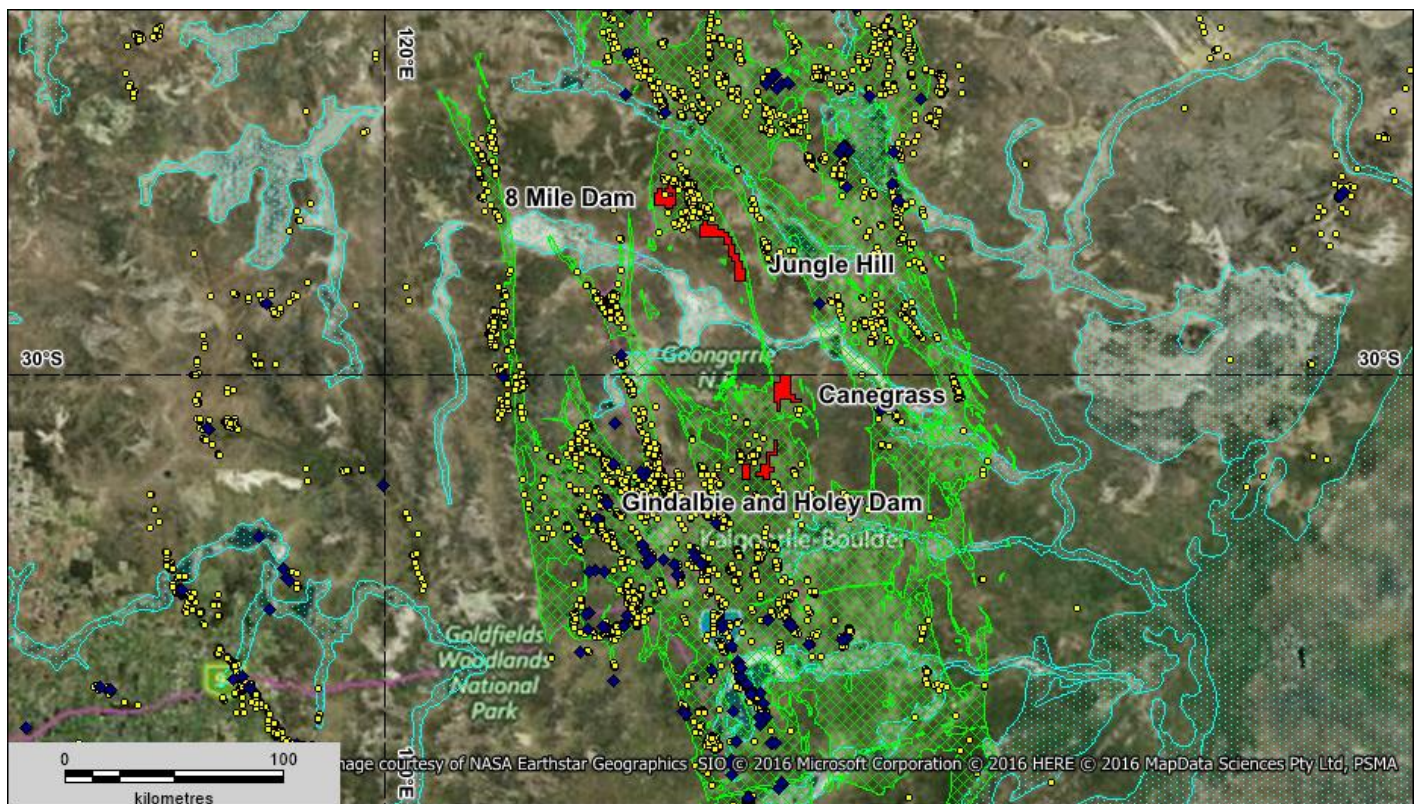 120°E
8 Mile Dam
Jungle Hill
30°S
Goongarrie
N.P.
30°S
Canegrass
Gindalbie and Holey Dam
Kalgoorlie-Boulder
Goldfields
Woodlands
National
Park
120°E
0 100
kilometres
mage courtesy of NASA Earthstar Geographics SIO © 2016 Microsoft Corporation © 2016 HERE © 2016 MapData Sciences Pty Ltd, PSMA